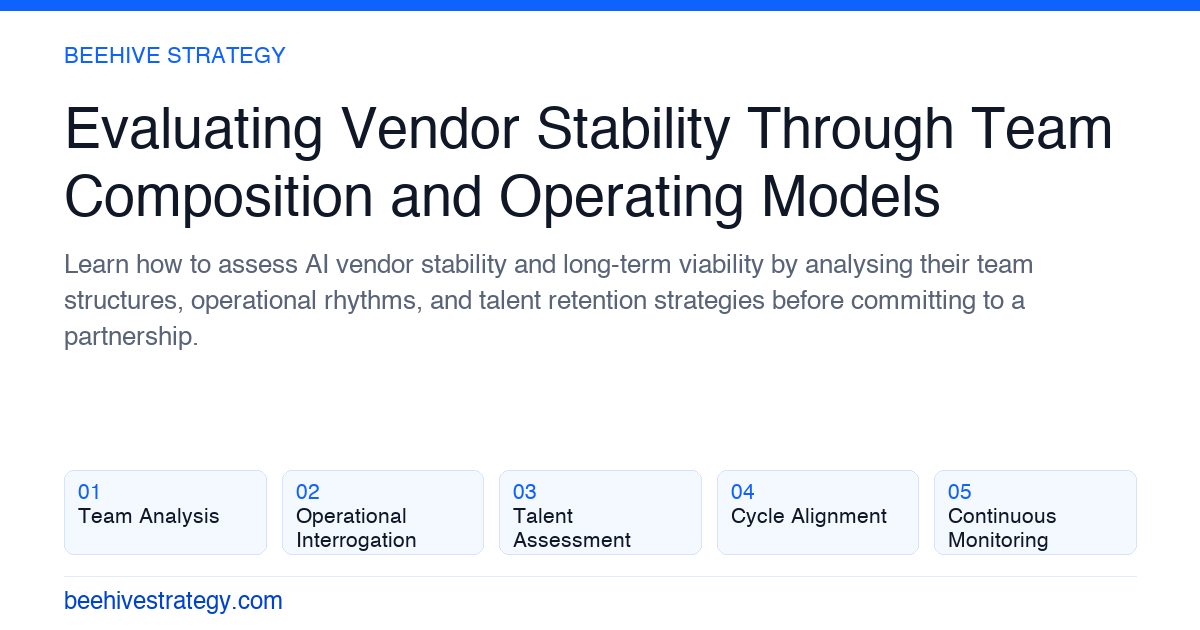 BEEHIVE STRATEGY
Evaluating Vendor Stability Through Team
Composition and Operating Models
Learn how to assess AI vendor stability and long-term viability by analysing their team
structures, operational rhythms, and talent retention strategies before committing to a
partnership.
01
Team Analysis
02
Operational
Interrogation
03
Talent
Assessment
04
Cycle Alignment
05
Continuous
Monitoring
beehivestrategy.com